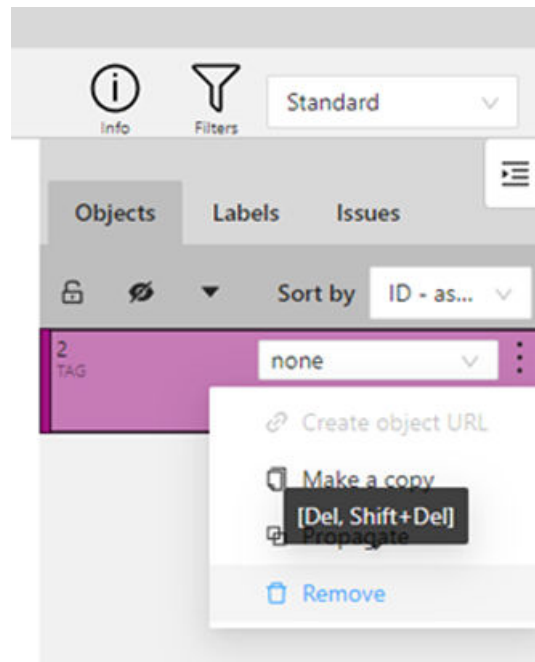 Info
Filters
Standard
Objects Labels Issues
Sort by ID - as...
2
TAG
none
Create object URL
Make a copy
[Del, Shift+Del]
Propagate
Remove